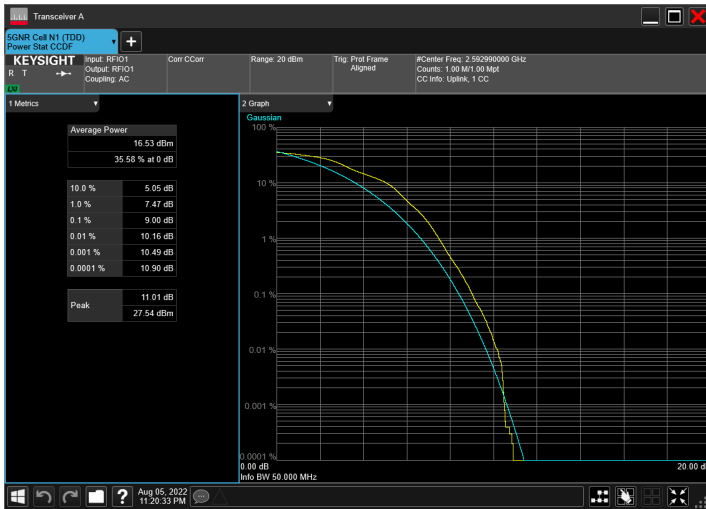 Transceiver A
5GNR Cell N1 (TDD)
Power Stat CCDF
KEYSIGHT
R T
Input: RFIO1
Output: RFIO1
Coupling: AC
Corr CCorr
Range: 20 dBm
Trig: Prot Frame
Aligned
#Center Freq: 2.592990000 GHz
Counts: 1.00 M/1.00 Mpt
CC Info: Uplink, 1 CC
1 Metrics
Average Power
16.53 dBm
35.58 % at 0 dB
10.0 % 5.05 dB
1.0 % 7.47 dB
0.1 % 9.00 dB
0.01 % 10.16 dB
0.001 % 10.49 dB
0.0001 % 10.90 dB
Peak
11.01 dB
27.54 dBm
2 Graph
Gaussian
100 %
10 %
1 %
0.1 %
0.01 %
0.001 %
0.0001 %
0.00 dB
20.00 d
Info BW 50.000 MHz
?
Aug 05, 2022
11:20:33 PM